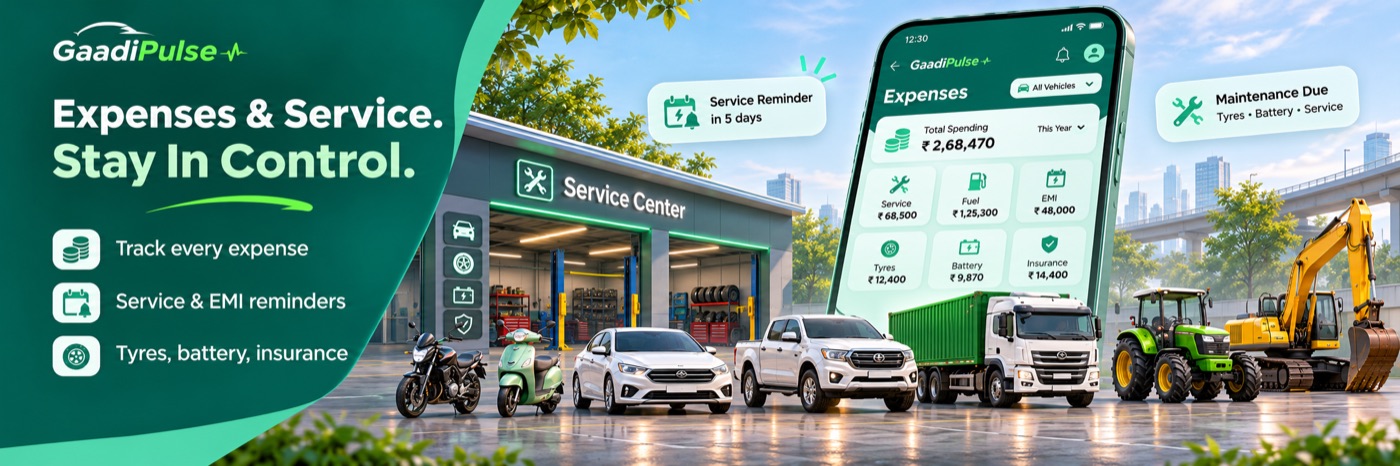 GaadiPulse
Expenses & Service.
Stay In Control.
Track every expense
Service & EMI reminders
Tyres, battery, insurance
Service Center
Service Reminder
in 5 days
12:30
GaadiPulse
Expenses
All Vehicles
Total Spending
This Year
₹ 2,68,470
Service
₹ 68,500
Fuel
₹ 1,25,300
EMI
₹ 48,000
Tyres
₹ 12,400
Battery
₹ 9,870
Insurance
₹ 14,400
Maintenance Due
Tyres • Battery • Service